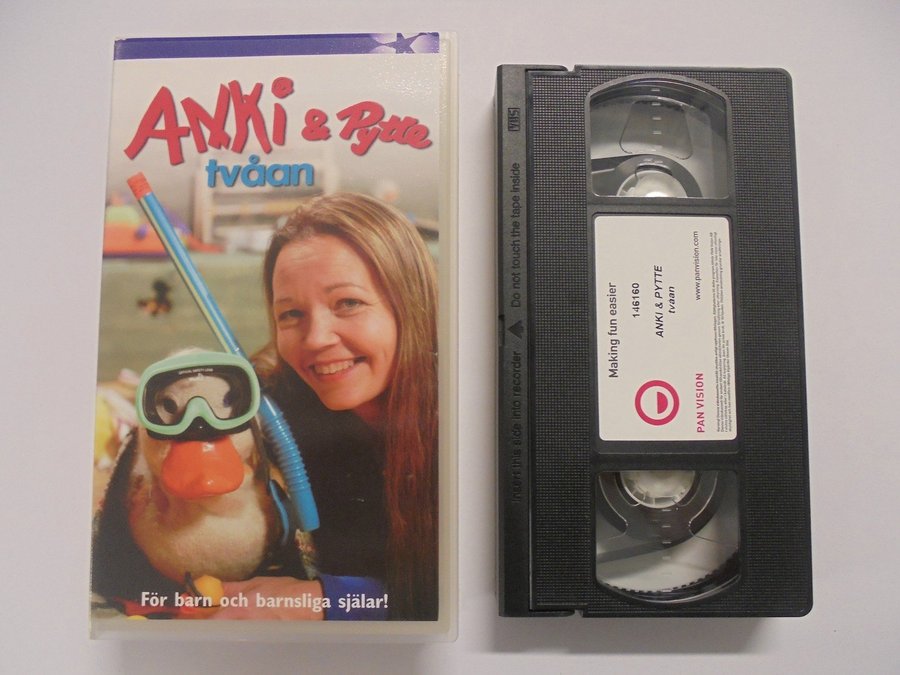 ANKi & Pytte
tvåan
För barn och barnsliga själar!
VHS
Do not touch the tape inside
Insert this side into recorder
Making fun easier
146160
ANKI & PYTTE
tvåan
www.panvision.com
PAN VISION